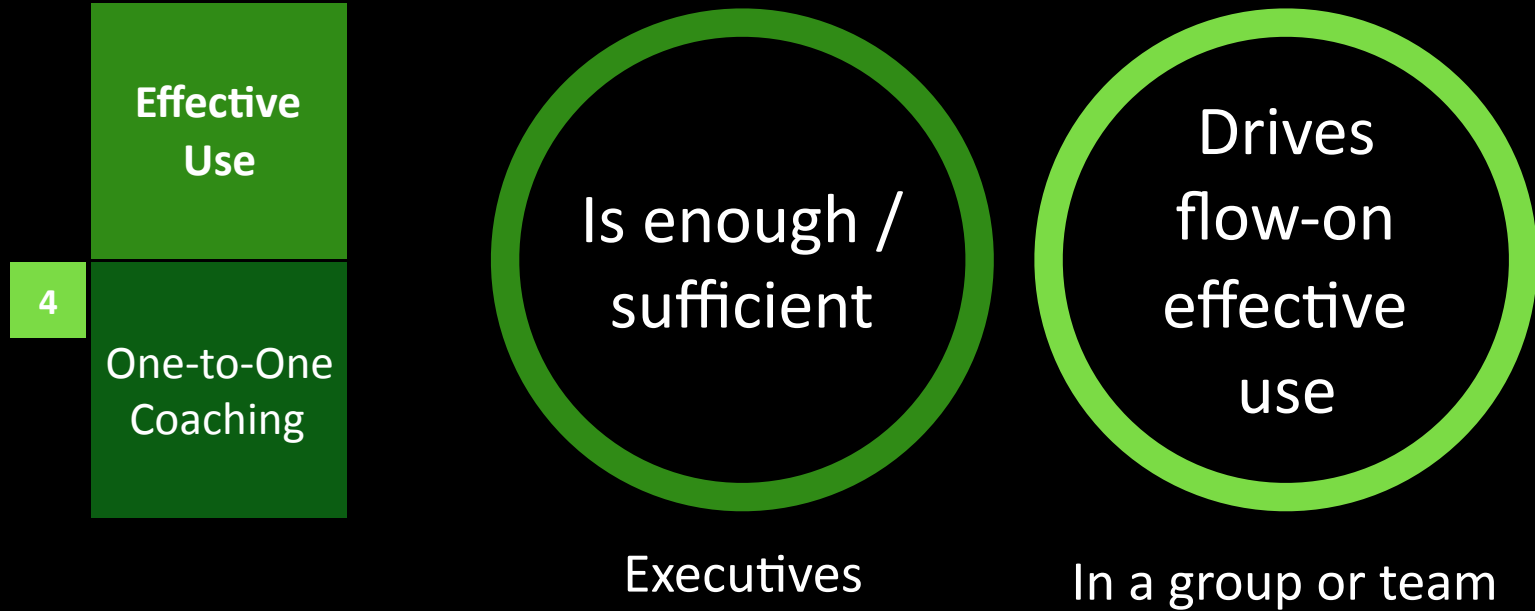 Effective
Use
4
One-to-One
Coaching
Is enough /
sufficient
Executives
Drives
flow-on
effective
use
In a group or team